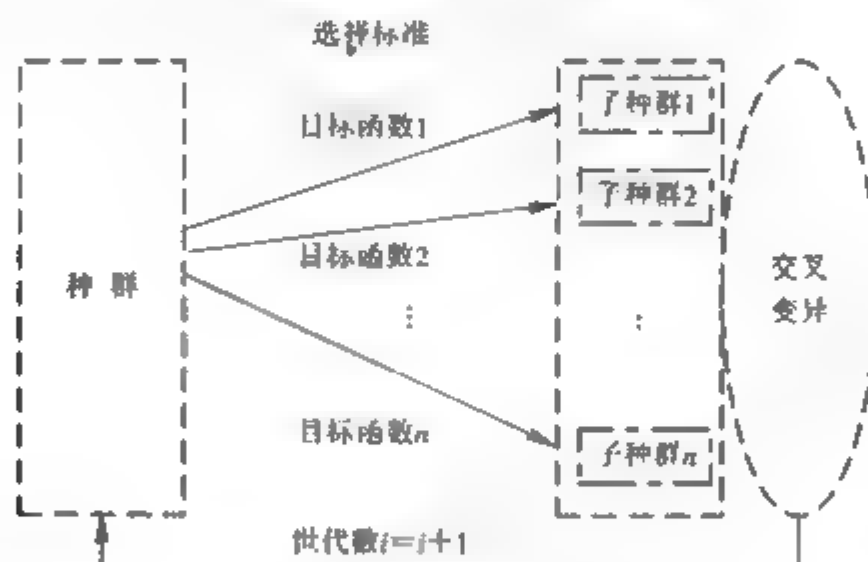 选择标准
目标函数1
子种群1
目标函数2
子种群2
种群
⋮
⋮
交叉
变异
目标函数n
子种群n
世代数i=i+1